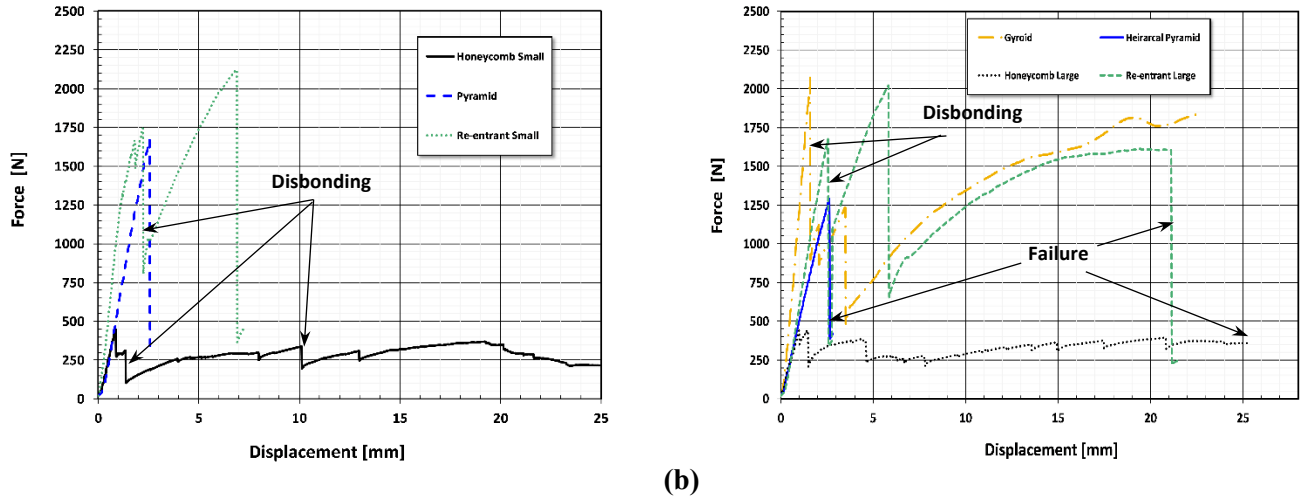 2500
2250
2000
1750
1500
1250
1000
750
500
250
0
Force [N]
Honeycomb Small
Pyramid
Re-entrant Small
Disbonding
0 5 10 15 20 25
Displacement [mm]
2500
2250
2000
1750
1500
1250
1000
750
500
250
0
Force [N]
Gyroid Heirarcal Pyramid
Honeycomb Large Re-entrant Large
Disbonding
Failure
0 5 10 15 20 25
Displacement [mm]
(b)